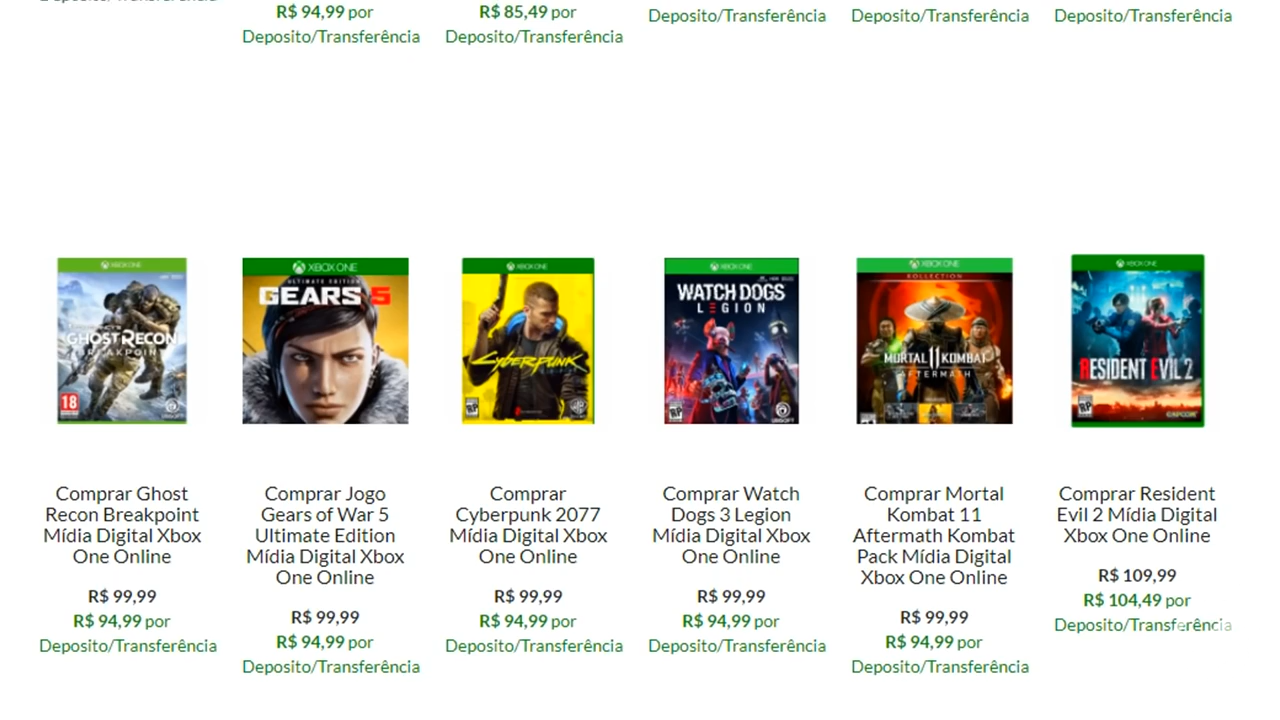 R$ 94,99 por
R$ 85,49 por
Deposito/Transferência
Deposito/Transferência
Deposito/Transferência
Deposito/Transferência
Deposito/Transferência
XBOX ONE
GHOST RECON
BREAKPOINT
18
UBISOFT
XBOX ONE
ULTIMATE EDITION
GEARS 5
XBOX ONE
CYBERPUNK
RP
XBOX ONE
WATCH DOGS
LEGION
RP
UBISOFT
XBOX ONE
KOLLECTION
MORTAL 11 KOMBAT
AFTERMATH
XBOX ONE
RESIDENT EVIL 2
RP
CAPCOM
Comprar Ghost
Recon Breakpoint
Mídia Digital Xbox
One Online
R$ 99,99
R$ 94,99 por
Deposito/Transferência
Comprar Jogo
Gears of War 5
Ultimate Edition
Mídia Digital Xbox
One Online
R$ 99,99
R$ 94,99 por
Deposito/Transferência
Comprar
Cyberpunk 2077
Mídia Digital Xbox
One Online
R$ 99,99
R$ 94,99 por
Deposito/Transferência
Comprar Watch
Dogs 3 Legion
Mídia Digital Xbox
One Online
R$ 99,99
R$ 94,99 por
Deposito/Transferência
Comprar Mortal
Kombat 11
Aftermath Kombat
Pack Mídia Digital
Xbox One Online
R$ 99,99
R$ 94,99 por
Deposito/Transferência
Comprar Resident
Evil 2 Mídia Digital
Xbox One Online
R$ 109,99
R$ 104,49 por
Deposito/Transferência